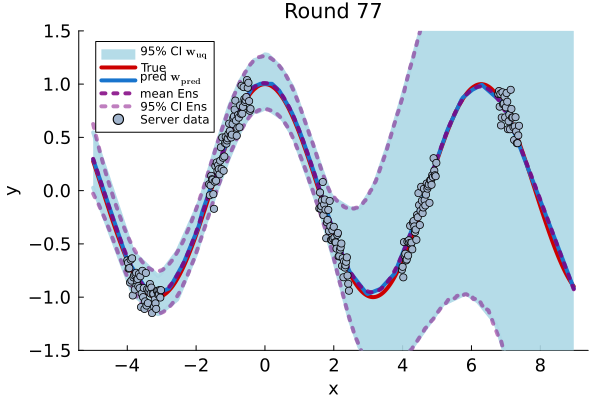 Round 77
1.5
1.0
0.5
0.0
−0.5
−1.0
−1.5
y
95% CI w_uq
True
pred w_pred
mean Ens
95% CI Ens
Server data
−4 −2 0 2 4 6 8
x